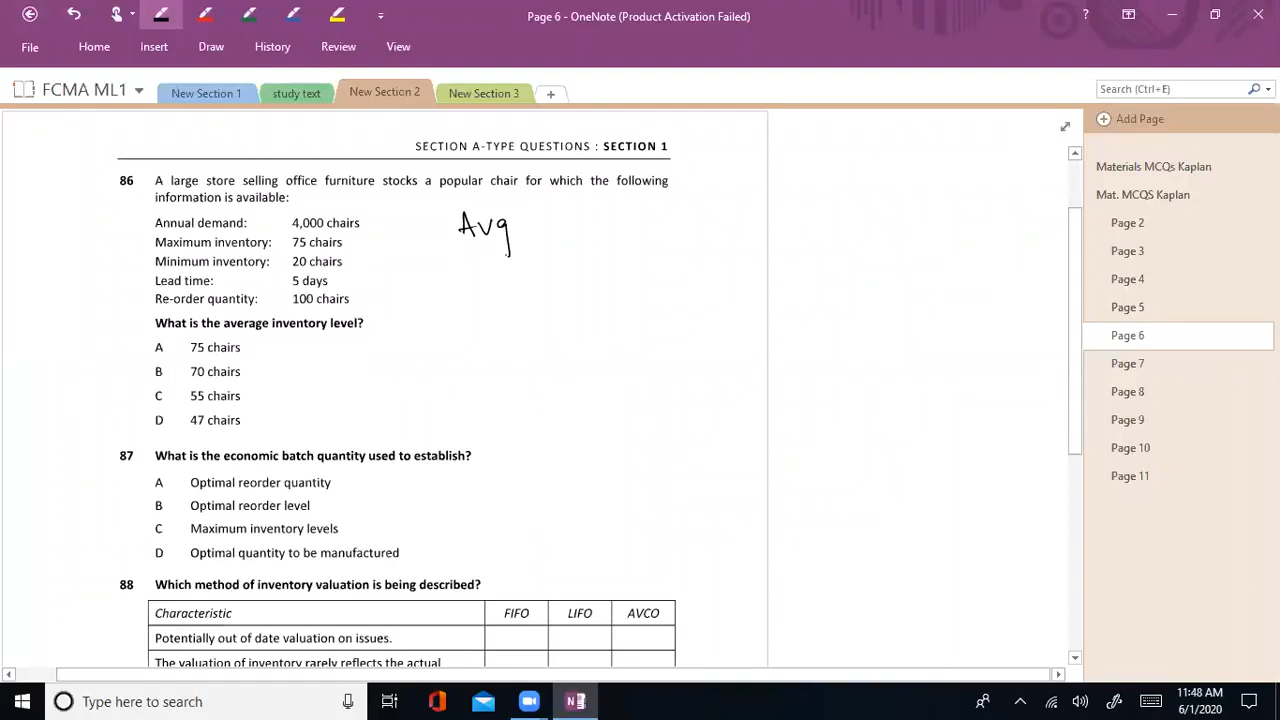 Page 6 - OneNote (Product Activation Failed)
File Home Insert Draw History Review View
FCMA ML1 New Section 1 study text New Section 2 New Section 3 Search (Ctrl+E)
Add Page
SECTION A-TYPE QUESTIONS : SECTION 1
86 A large store selling office furniture stocks a popular chair for which the following
information is available:
Annual demand: 4,000 chairs
Maximum inventory: 75 chairs
Minimum inventory: 20 chairs
Lead time: 5 days
Re-order quantity: 100 chairs
Avg
What is the average inventory level?
A 75 chairs
B 70 chairs
C 55 chairs
D 47 chairs
87 What is the economic batch quantity used to establish?
A Optimal reorder quantity
B Optimal reorder level
C Maximum inventory levels
D Optimal quantity to be manufactured
88 Which method of inventory valuation is being described?
Characteristic FIFO LIFO AVCO
Potentially out of date valuation on issues.
The valuation of inventory rarely reflects the actual
Materials MCQs Kaplan
Mat. MCQS Kaplan
Page 2
Page 3
Page 4
Page 5
Page 6
Page 7
Page 8
Page 9
Page 10
Page 11
Type here to search
11:48 AM
6/1/2020